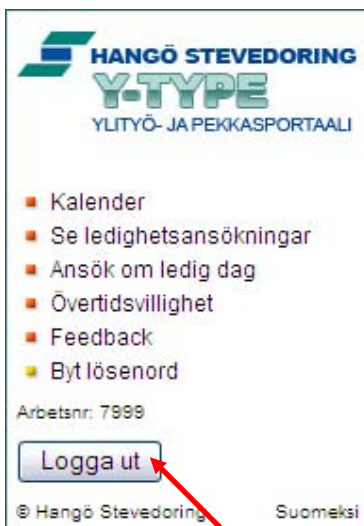 HANGÖ STEVEDORING
Y-TYPE
YLITYÖ- JA PEKKASPORTAALI
Kalender
Se ledighetsansökningar
Ansök om ledig dag
Övertidsvillighet
Feedback
Byt lösenord
Arbetsnr: 7999
Logga ut
© Hangö Stevedoring Suomeksi